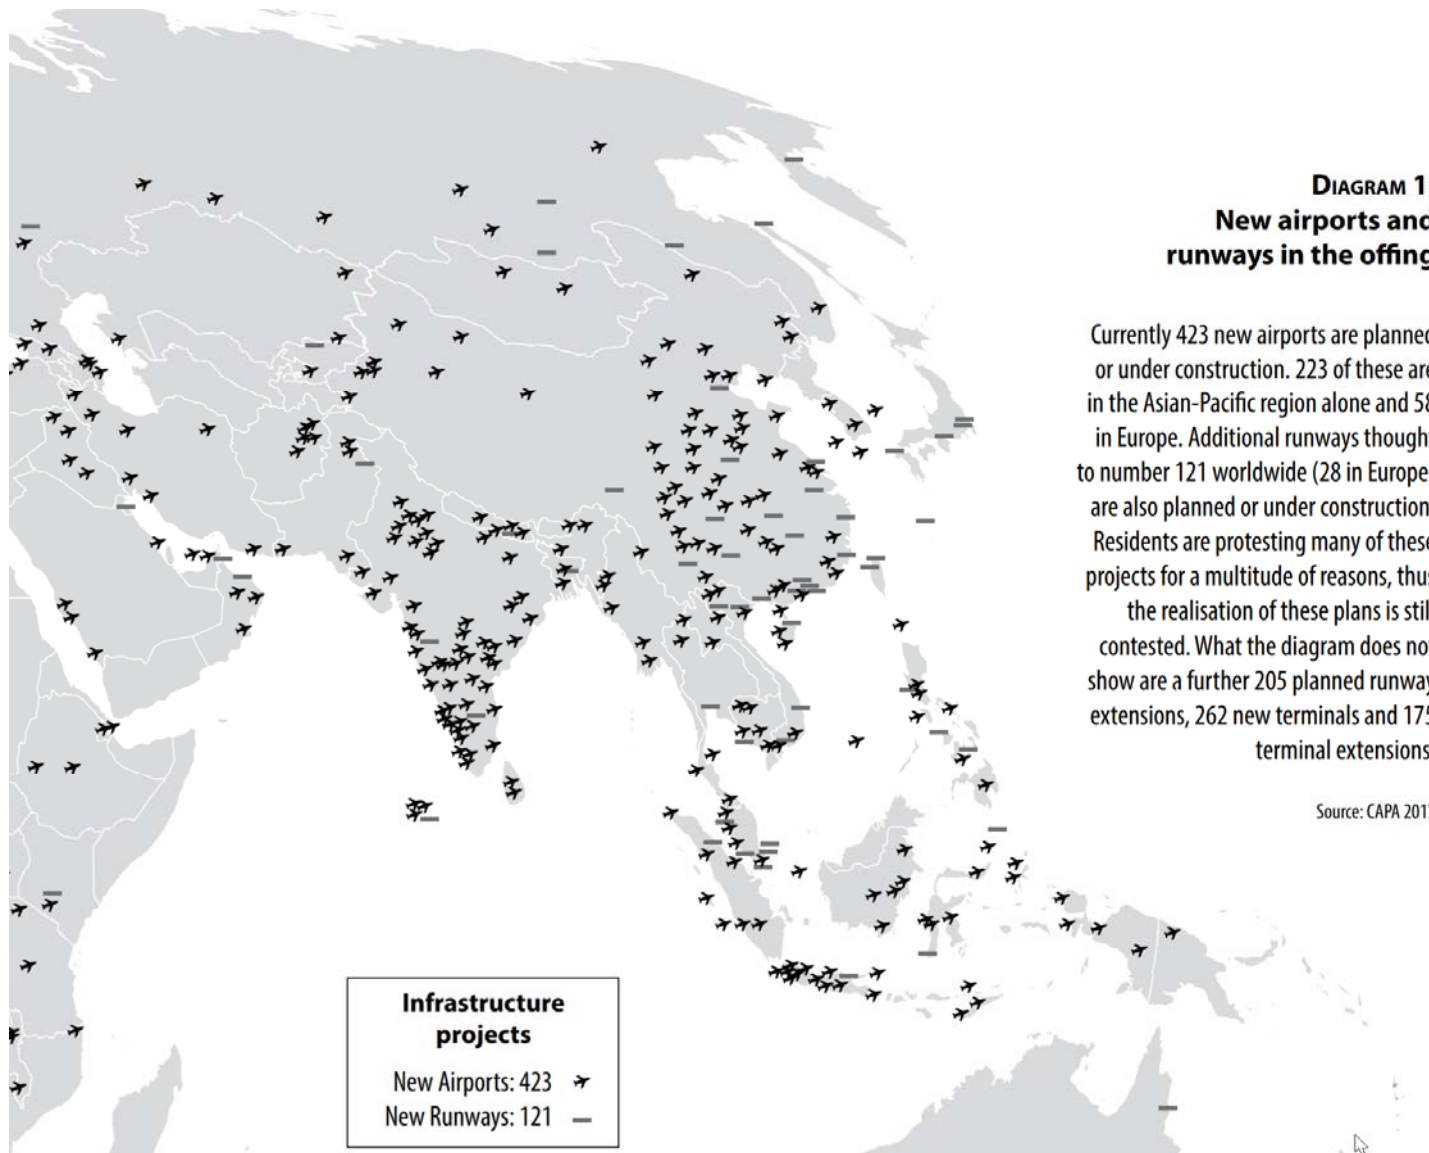 DIAGRAM 1
New airports and
runways in the offing
Currently 423 new airports are planned
or under construction. 223 of these are
in the Asian-Pacific region alone and 58
in Europe. Additional runways though
to number 121 worldwide (28 in Europe
are also planned or under construction
Residents are protesting many of these
projects for a multitude of reasons, thus
the realisation of these plans is still
contested. What the diagram does no
show are a further 205 planned runway
extensions, 262 new terminals and 175
terminal extensions
Source: CAPA 2017
Infrastructure
projects
New Airports: 423
New Runways: 121